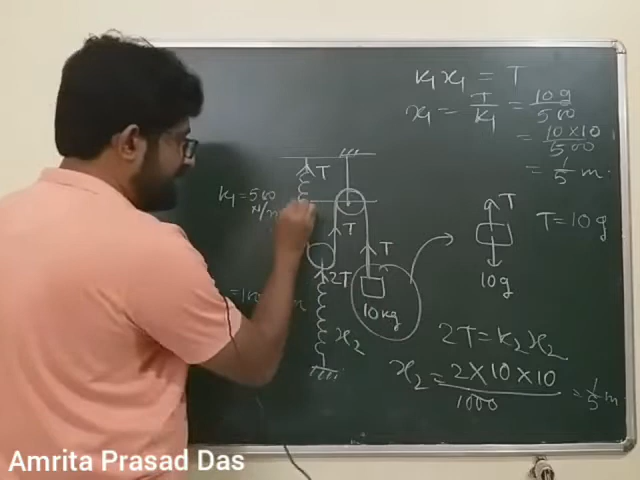 K₁x₁ = T
x₁ = T/K₁ = 10g/500
= 10×10/500
= 1/5 m.
T
K₁ = 500 N/m
T
T
2T
10kg
x₂
T
10g
T = 10g
2T = K₂x₂
x₂ = 2×10×10/1000 = 1/5 m
Amrita Prasad Das